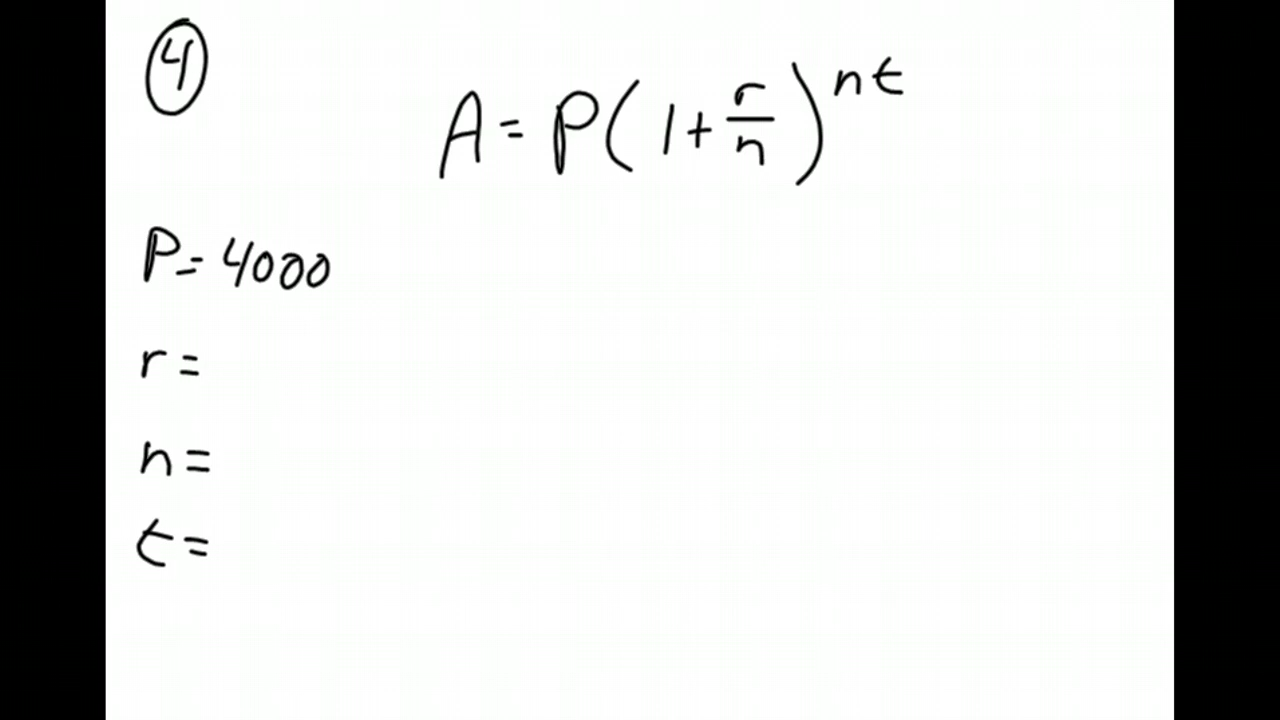 4
A = P(1 + r/n)^nt
P = 4000
r =
n =
t =